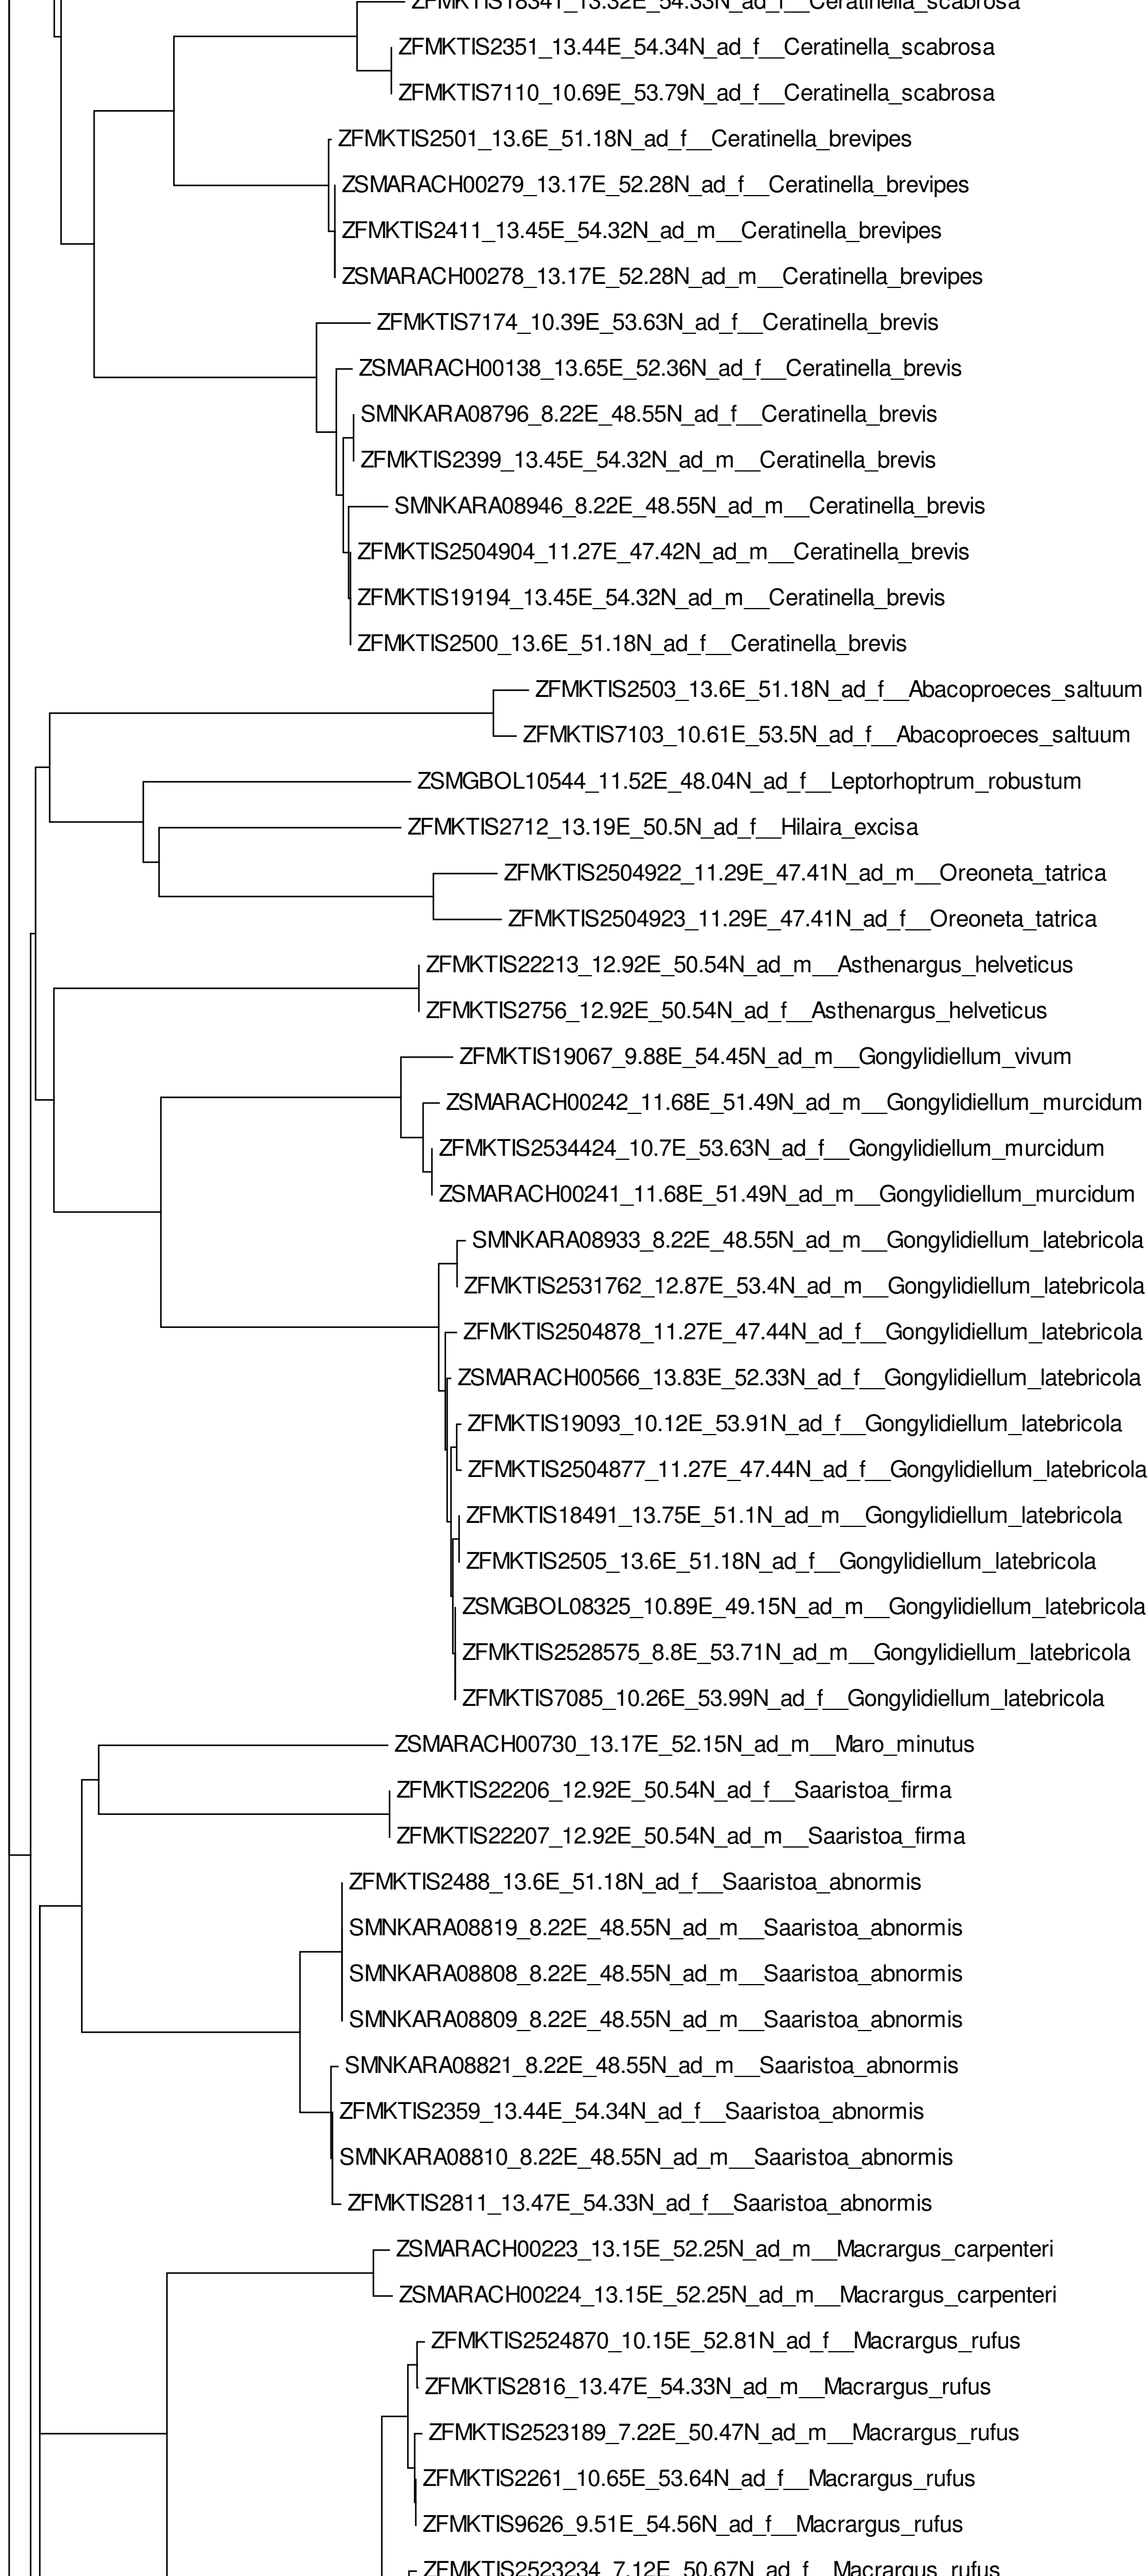 ZFMKTIS18341_13.32E_54.33N_ad_f__Ceratinella_scabrosa
ZFMKTIS2351_13.44E_54.34N_ad_f__Ceratinella_scabrosa
ZFMKTIS7110_10.69E_53.79N_ad_f__Ceratinella_scabrosa
ZFMKTIS2501_13.6E_51.18N_ad_f__Ceratinella_brevipes
ZSMARACH00279_13.17E_52.28N_ad_f__Ceratinella_brevipes
ZFMKTIS2411_13.45E_54.32N_ad_m__Ceratinella_brevipes
ZSMARACH00278_13.17E_52.28N_ad_m__Ceratinella_brevipes
ZFMKTIS7174_10.39E_53.63N_ad_f__Ceratinella_brevis
ZSMARACH00138_13.65E_52.36N_ad_f__Ceratinella_brevis
SMNKARA08796_8.22E_48.55N_ad_f__Ceratinella_brevis
ZFMKTIS2399_13.45E_54.32N_ad_m__Ceratinella_brevis
SMNKARA08946_8.22E_48.55N_ad_m__Ceratinella_brevis
ZFMKTIS2504904_11.27E_47.42N_ad_m__Ceratinella_brevis
ZFMKTIS19194_13.45E_54.32N_ad_m__Ceratinella_brevis
ZFMKTIS2500_13.6E_51.18N_ad_f__Ceratinella_brevis
ZFMKTIS2503_13.6E_51.18N_ad_f__Abacoproeces_saltuum
ZFMKTIS7103_10.61E_53.5N_ad_f__Abacoproeces_saltuum
ZSMGBOL10544_11.52E_48.04N_ad_f__Leptorhoptrum_robustum
ZFMKTIS2712_13.19E_50.5N_ad_f__Hilaira_excisa
ZFMKTIS2504922_11.29E_47.41N_ad_m__Oreoneta_tatrica
ZFMKTIS2504923_11.29E_47.41N_ad_f__Oreoneta_tatrica
ZFMKTIS22213_12.92E_50.54N_ad_m__Asthenargus_helveticus
ZFMKTIS2756_12.92E_50.54N_ad_f__Asthenargus_helveticus
ZFMKTIS19067_9.88E_54.45N_ad_m__Gongylidiellum_vivum
ZSMARACH00242_11.68E_51.49N_ad_m__Gongylidiellum_murcidum
ZFMKTIS2534424_10.7E_53.63N_ad_f__Gongylidiellum_murcidum
ZSMARACH00241_11.68E_51.49N_ad_m__Gongylidiellum_murcidum
SMNKARA08933_8.22E_48.55N_ad_m__Gongylidiellum_latebricola
ZFMKTIS2531762_12.87E_53.4N_ad_m__Gongylidiellum_latebricola
ZFMKTIS2504878_11.27E_47.44N_ad_f__Gongylidiellum_latebricola
ZSMARACH00566_13.83E_52.33N_ad_f__Gongylidiellum_latebricola
ZFMKTIS19093_10.12E_53.91N_ad_f__Gongylidiellum_latebricola
ZFMKTIS2504877_11.27E_47.44N_ad_f__Gongylidiellum_latebricola
ZFMKTIS18491_13.75E_51.1N_ad_m__Gongylidiellum_latebricola
ZFMKTIS2505_13.6E_51.18N_ad_f__Gongylidiellum_latebricola
ZSMGBOL08325_10.89E_49.15N_ad_m__Gongylidiellum_latebricola
ZFMKTIS2528575_8.8E_53.71N_ad_m__Gongylidiellum_latebricola
ZFMKTIS7085_10.26E_53.99N_ad_f__Gongylidiellum_latebricola
ZSMARACH00730_13.17E_52.15N_ad_m__Maro_minutus
ZFMKTIS22206_12.92E_50.54N_ad_f__Saaristoa_firma
ZFMKTIS22207_12.92E_50.54N_ad_m__Saaristoa_firma
ZFMKTIS2488_13.6E_51.18N_ad_f__Saaristoa_abnormis
SMNKARA08819_8.22E_48.55N_ad_m__Saaristoa_abnormis
SMNKARA08808_8.22E_48.55N_ad_m__Saaristoa_abnormis
SMNKARA08809_8.22E_48.55N_ad_m__Saaristoa_abnormis
SMNKARA08821_8.22E_48.55N_ad_m__Saaristoa_abnormis
ZFMKTIS2359_13.44E_54.34N_ad_f__Saaristoa_abnormis
SMNKARA08810_8.22E_48.55N_ad_m__Saaristoa_abnormis
ZFMKTIS2811_13.47E_54.33N_ad_f__Saaristoa_abnormis
ZSMARACH00223_13.15E_52.25N_ad_m__Macrargus_carpenteri
ZSMARACH00224_13.15E_52.25N_ad_m__Macrargus_carpenteri
ZFMKTIS2524870_10.15E_52.81N_ad_f__Macrargus_rufus
ZFMKTIS2816_13.47E_54.33N_ad_m__Macrargus_rufus
ZFMKTIS2523189_7.22E_50.47N_ad_m__Macrargus_rufus
ZFMKTIS2261_10.65E_53.64N_ad_f__Macrargus_rufus
ZFMKTIS9626_9.51E_54.56N_ad_f__Macrargus_rufus
ZFMKTIS2523234_7.12E_50.67N_ad_f__Macrargus_rufus